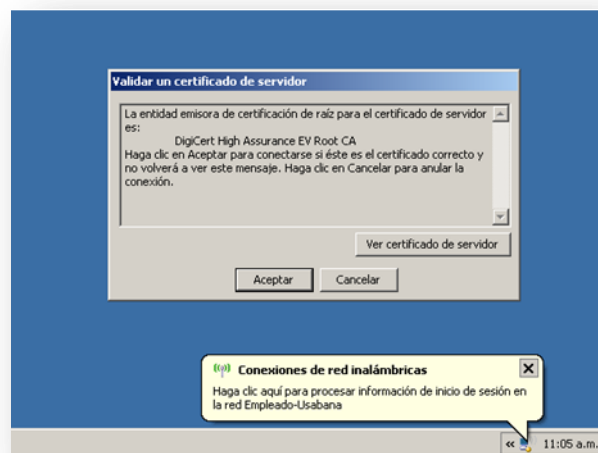 Validar un certificado de servidor
La entidad emisora de certificación de raíz para el certificado de servidor
es:
DigiCert High Assurance EV Root CA
Haga clic en Aceptar para conectarse si éste es el certificado correcto y
no volverá a ver este mensaje. Haga clic en Cancelar para anular la
conexión.
Ver certificado de servidor
Aceptar Cancelar
Conexiones de red inalámbricas
Haga clic aquí para procesar información de inicio de sesión en
la red Empleado-Usabana
« 11:05 a.m.